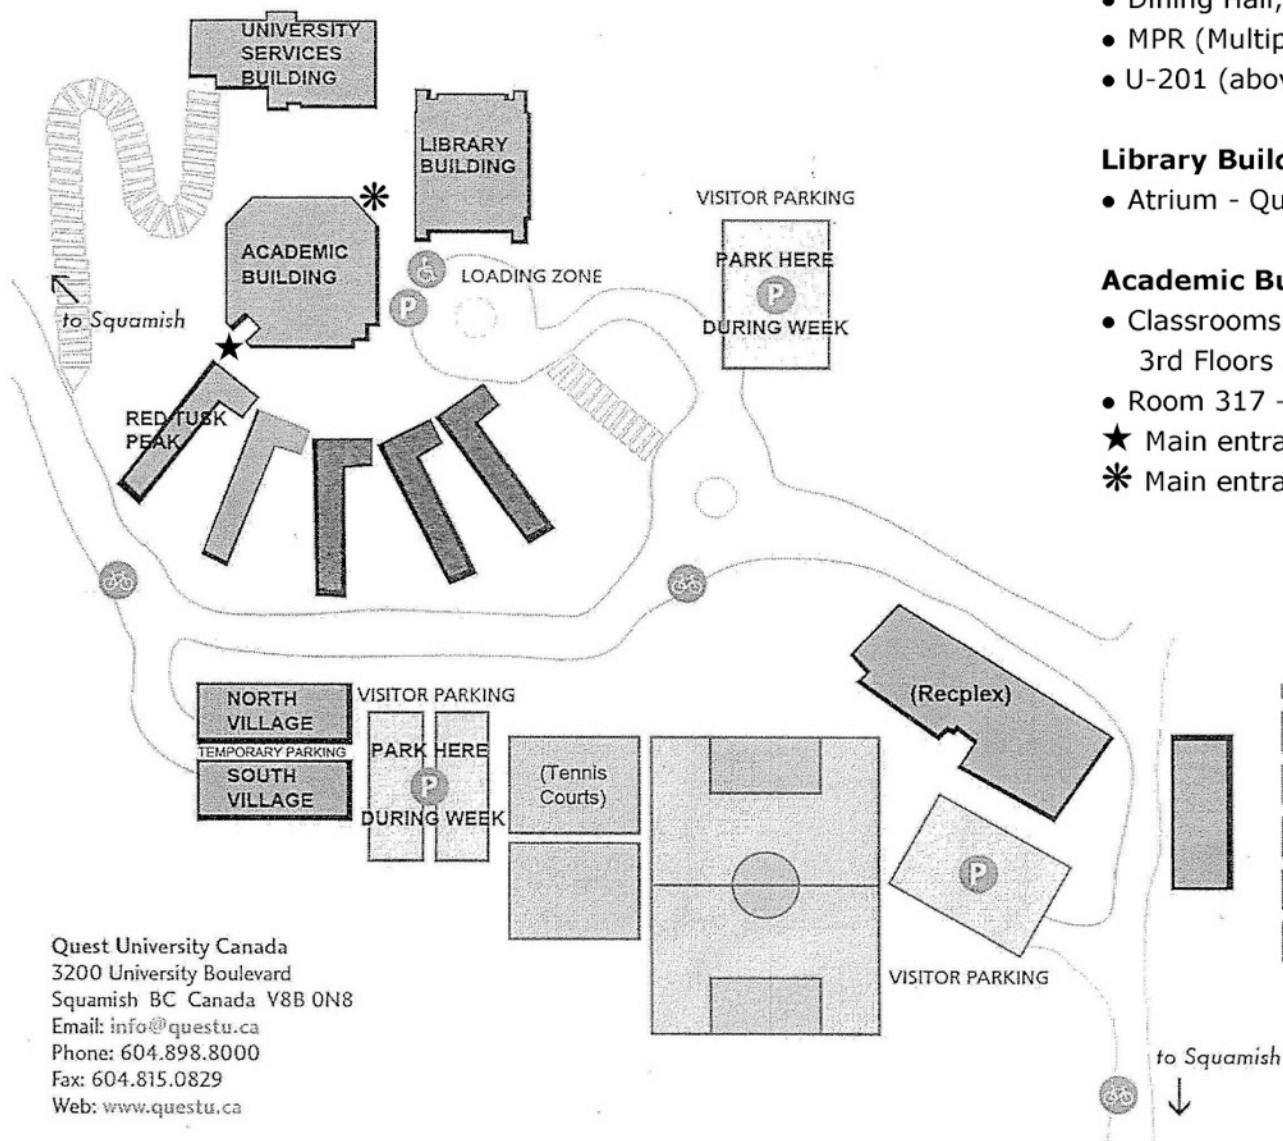 UNIVERSITY
SERVICES
BUILDING
LIBRARY
BUILDING
ACADEMIC
BUILDING
P
LOADING ZONE
VISITOR PARKING
PARK HERE
P
DURING WEEK
to Squamish
RED TUSK
PEAK
NORTH
VILLAGE
TEMPORARY PARKING
SOUTH
VILLAGE
VISITOR PARKING
PARK HERE
P
DURING WEEK
(Tennis
Courts)
(Recplex)
P
VISITOR PARKING
to Squamish
Quest University Canada
3200 University Boulevard
Squamish BC Canada V8B 0N8
Email: info@questu.ca
Phone: 604.898.8000
Fax: 604.815.0829
Web: www.questu.ca
• Dining Hall,
• MPR (Multip
• U-201 (abov
Library Build
• Atrium - Qu
Academic Bu
• Classrooms
3rd Floors
• Room 317 -
★ Main entra
✳ Main entra